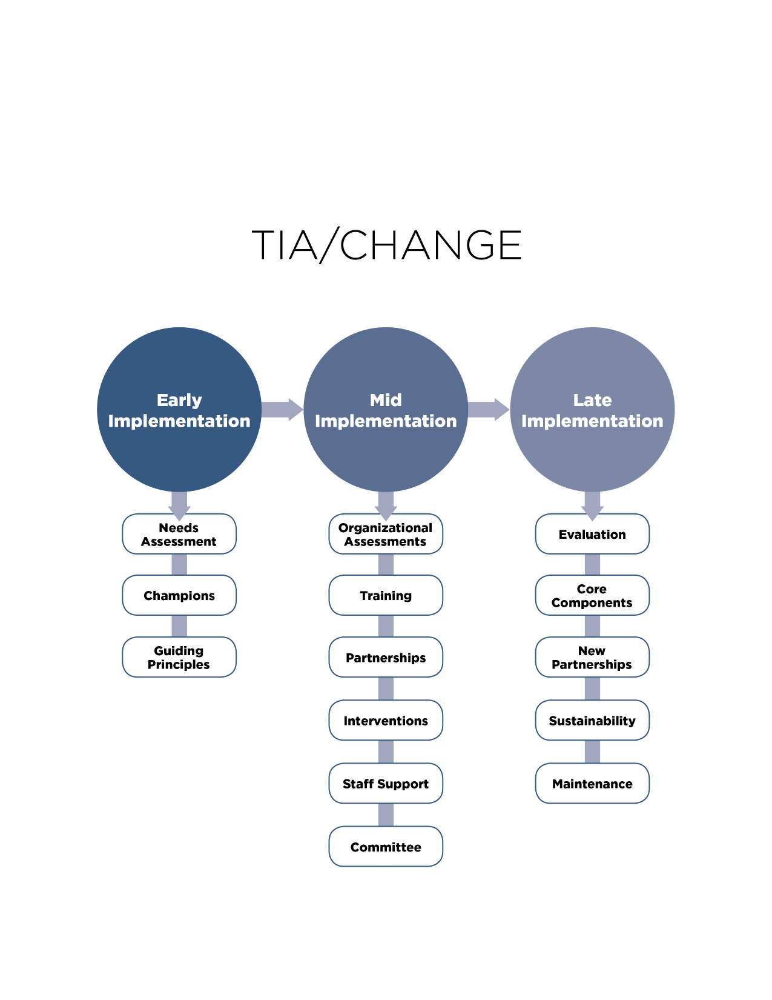 TIA/CHANGE
Early
Implementation
Mid
Implementation
Late
Implementation
Needs
Assessment
Champions
Guiding
Principles
Organizational
Assessments
Training
Partnerships
Interventions
Staff Support
Committee
Evaluation
Core
Components
New
Partnerships
Sustainability
Maintenance